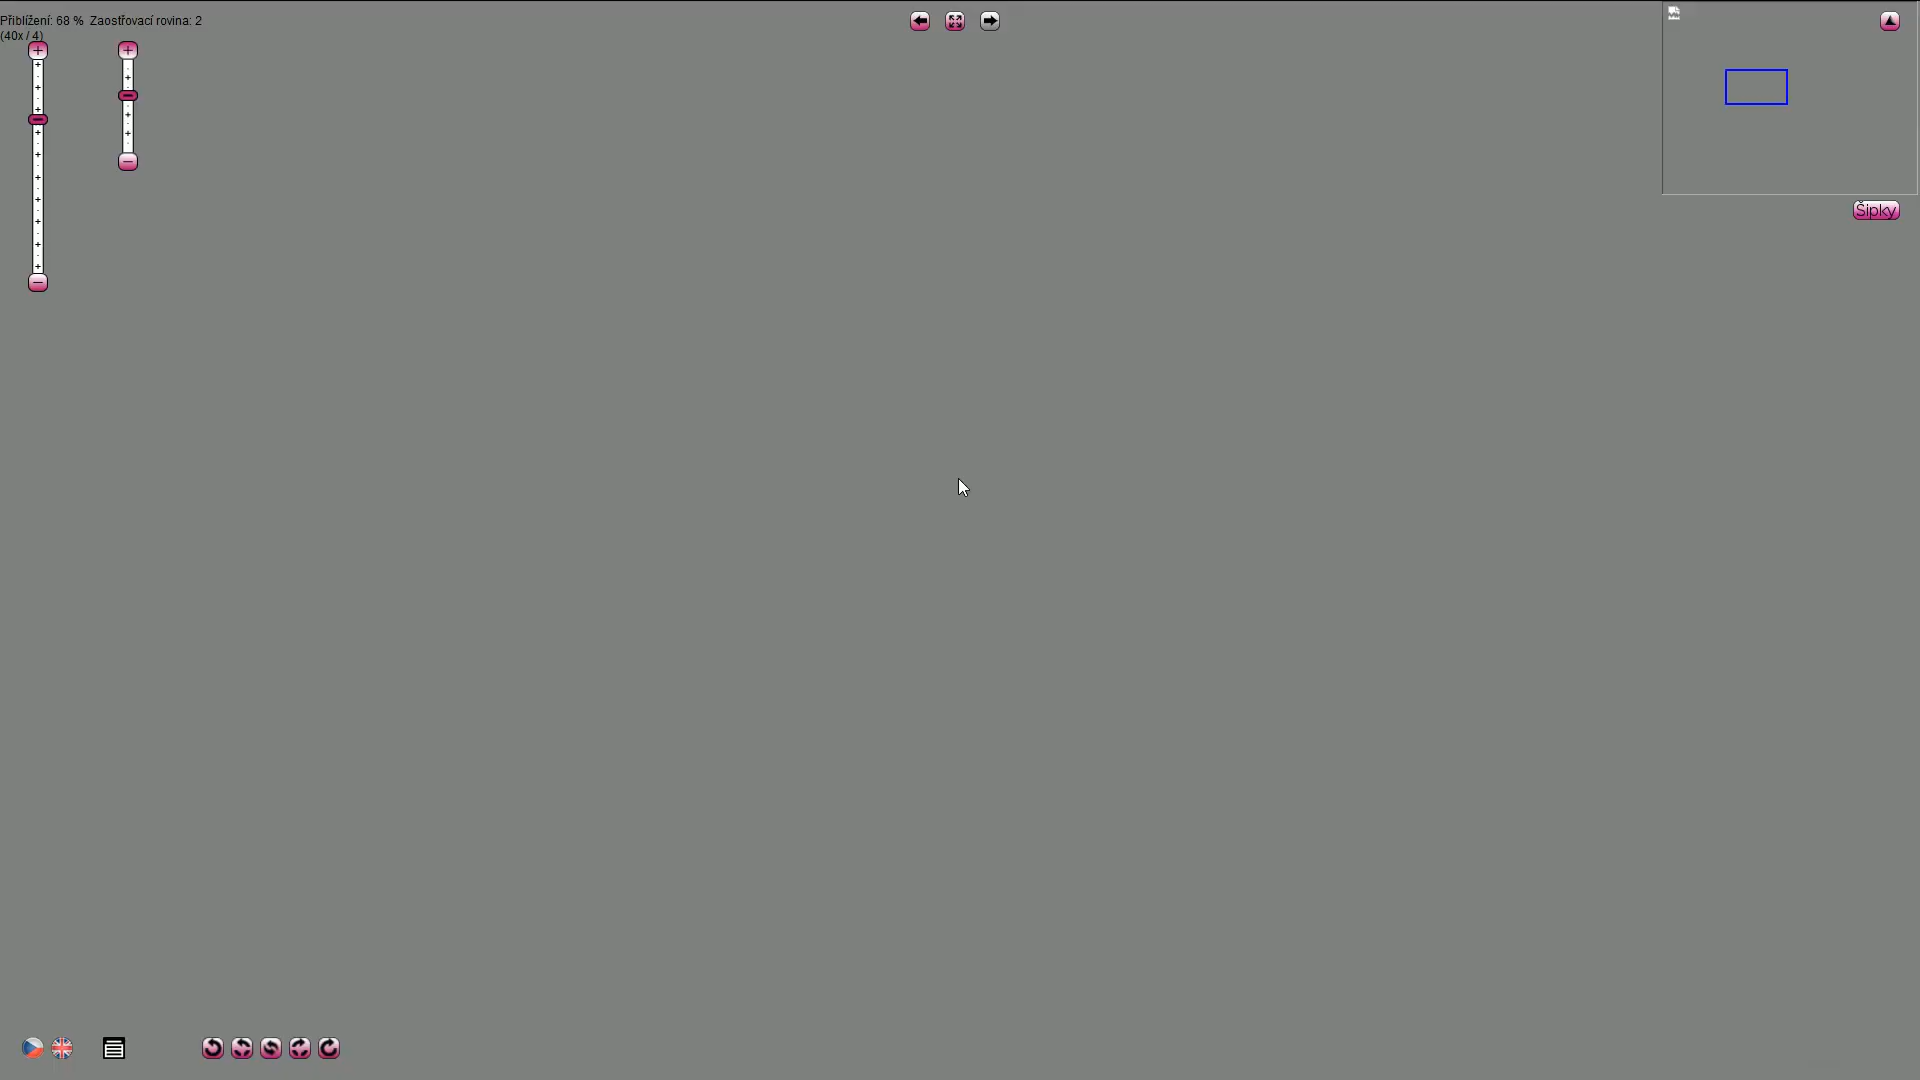 Přiblížení: 68 % Zaostřovací rovina: 2
(40x / 4)
Šipky